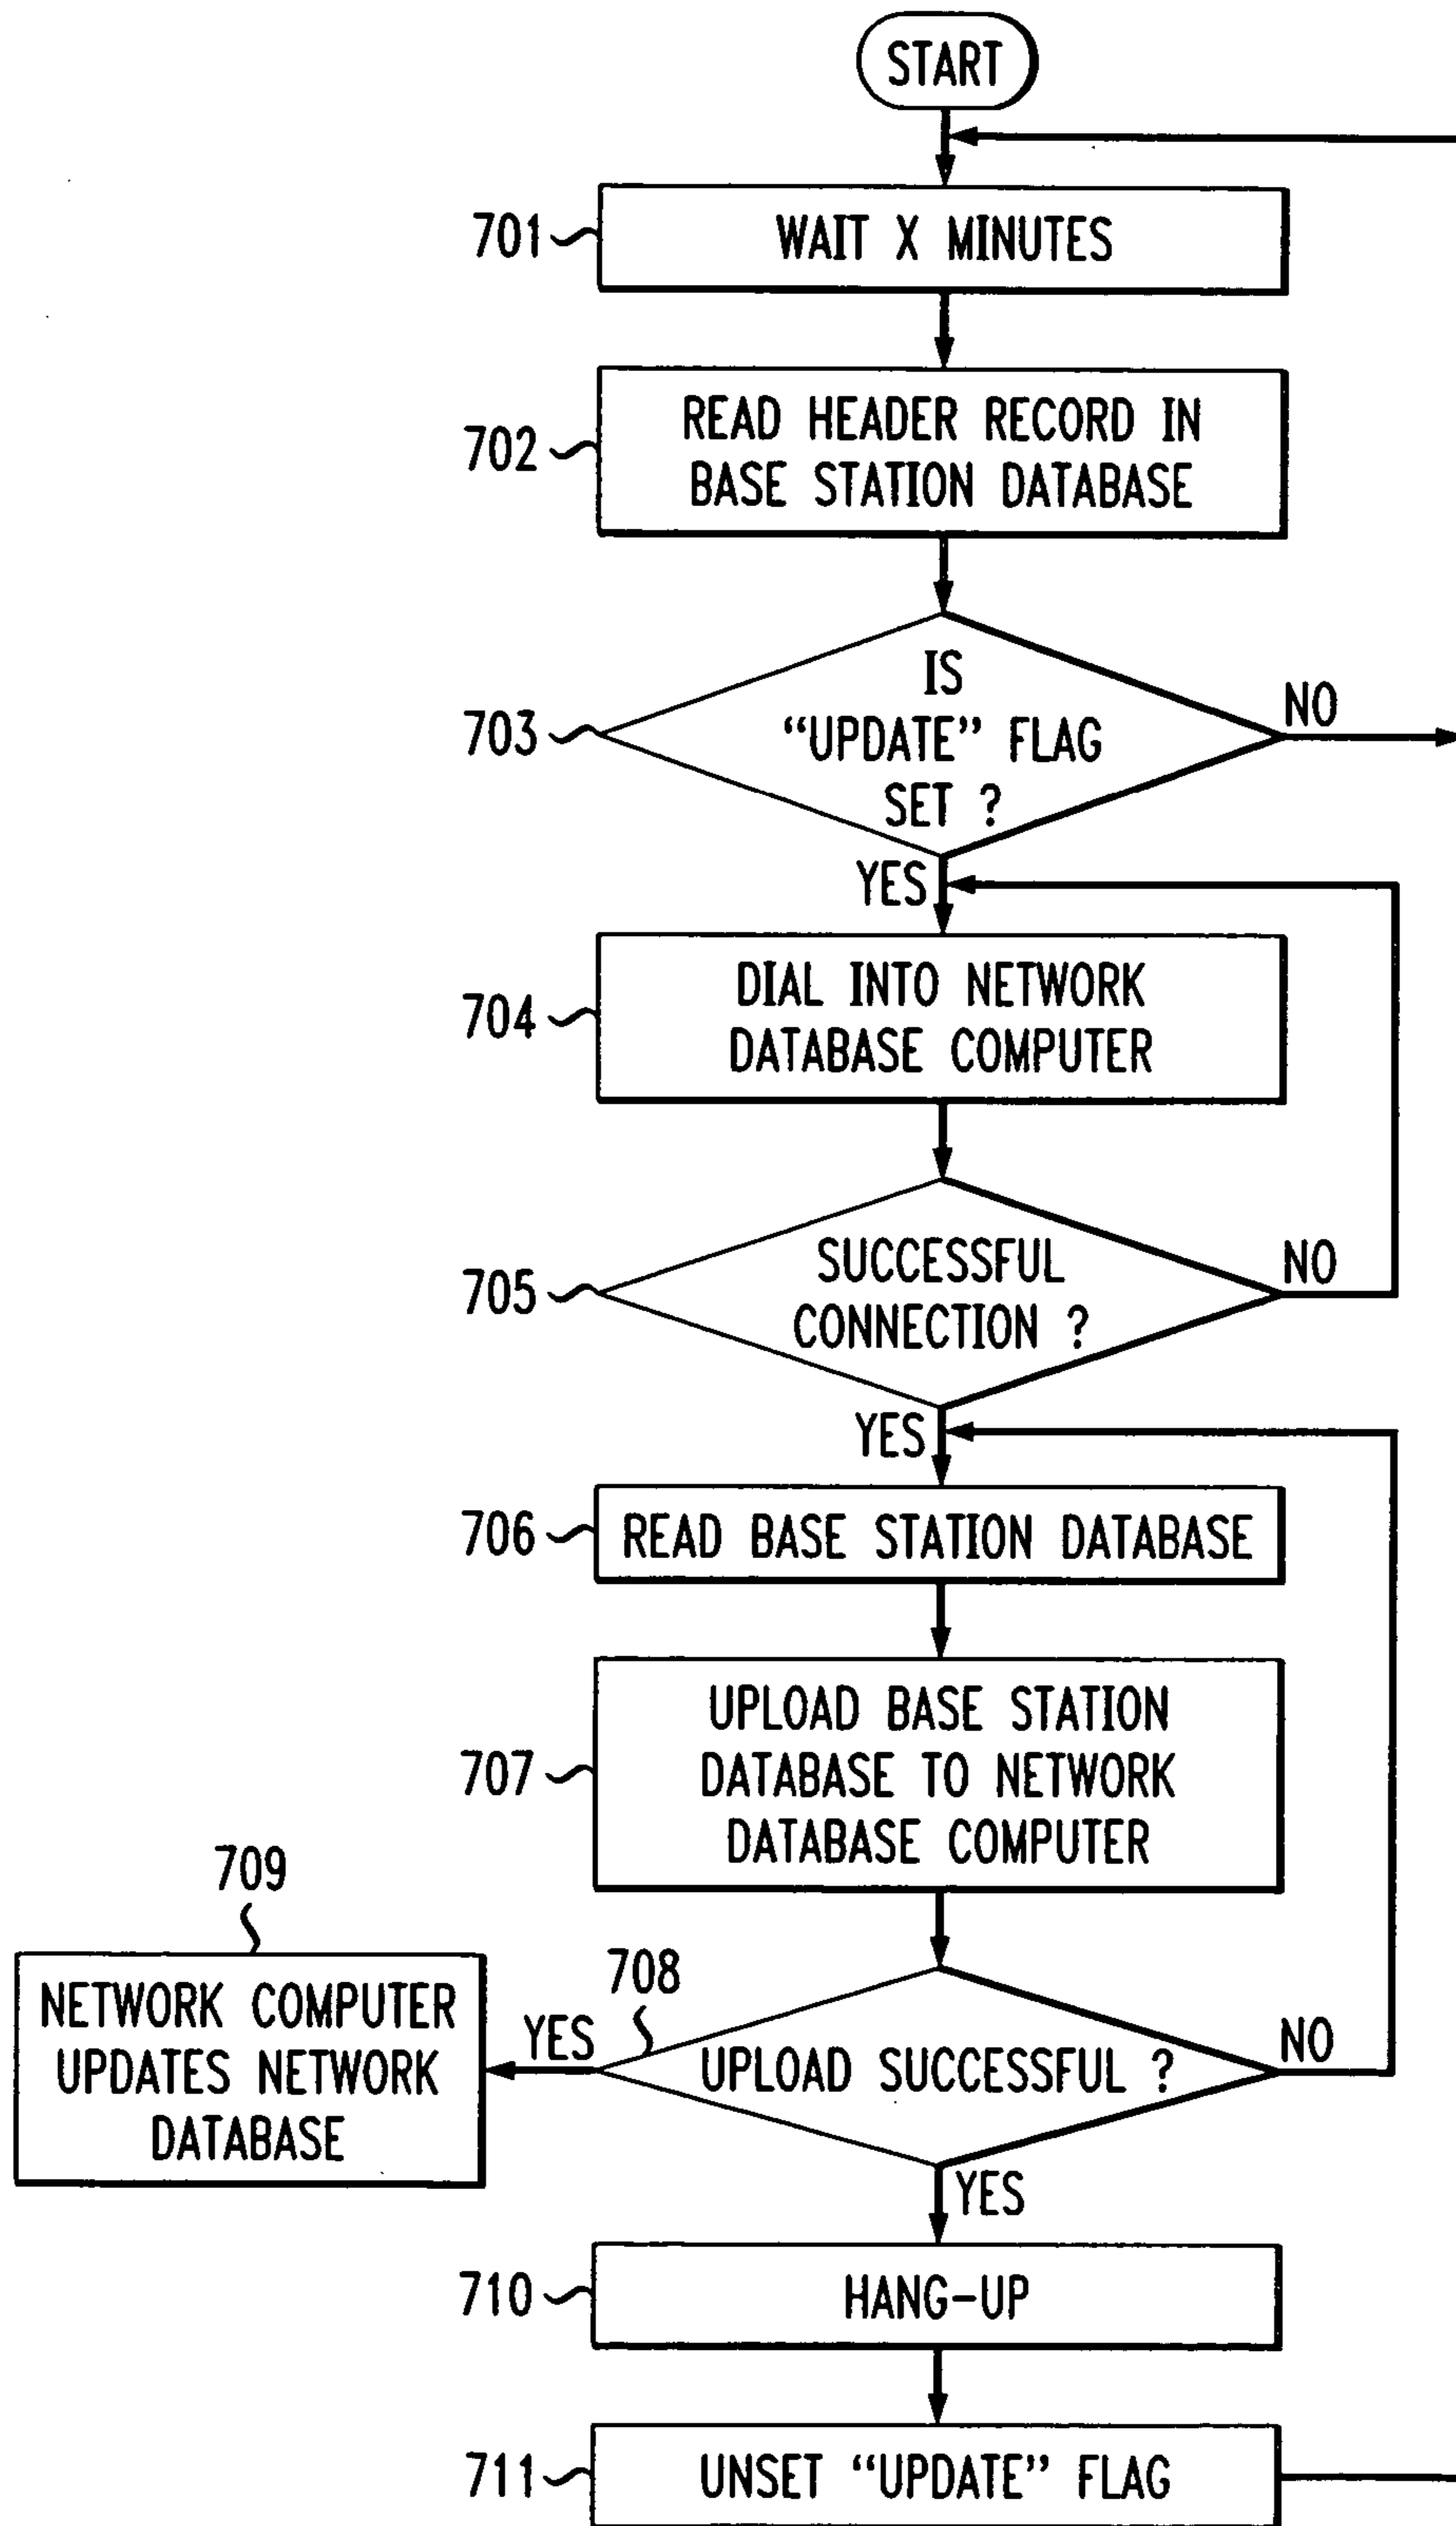 START
701
WAIT X MINUTES
702
READ HEADER RECORD IN
BASE STATION DATABASE
703
IS
“UPDATE” FLAG
SET ?
NO
YES
704
DIAL INTO NETWORK
DATABASE COMPUTER
705
SUCCESSFUL
CONNECTION ?
NO
YES
706
READ BASE STATION DATABASE
707
UPLOAD BASE STATION
DATABASE TO NETWORK
DATABASE COMPUTER
709
NETWORK COMPUTER
UPDATES NETWORK
DATABASE
YES
708
UPLOAD SUCCESSFUL ?
NO
YES
710
HANG-UP
711
UNSET “UPDATE” FLAG